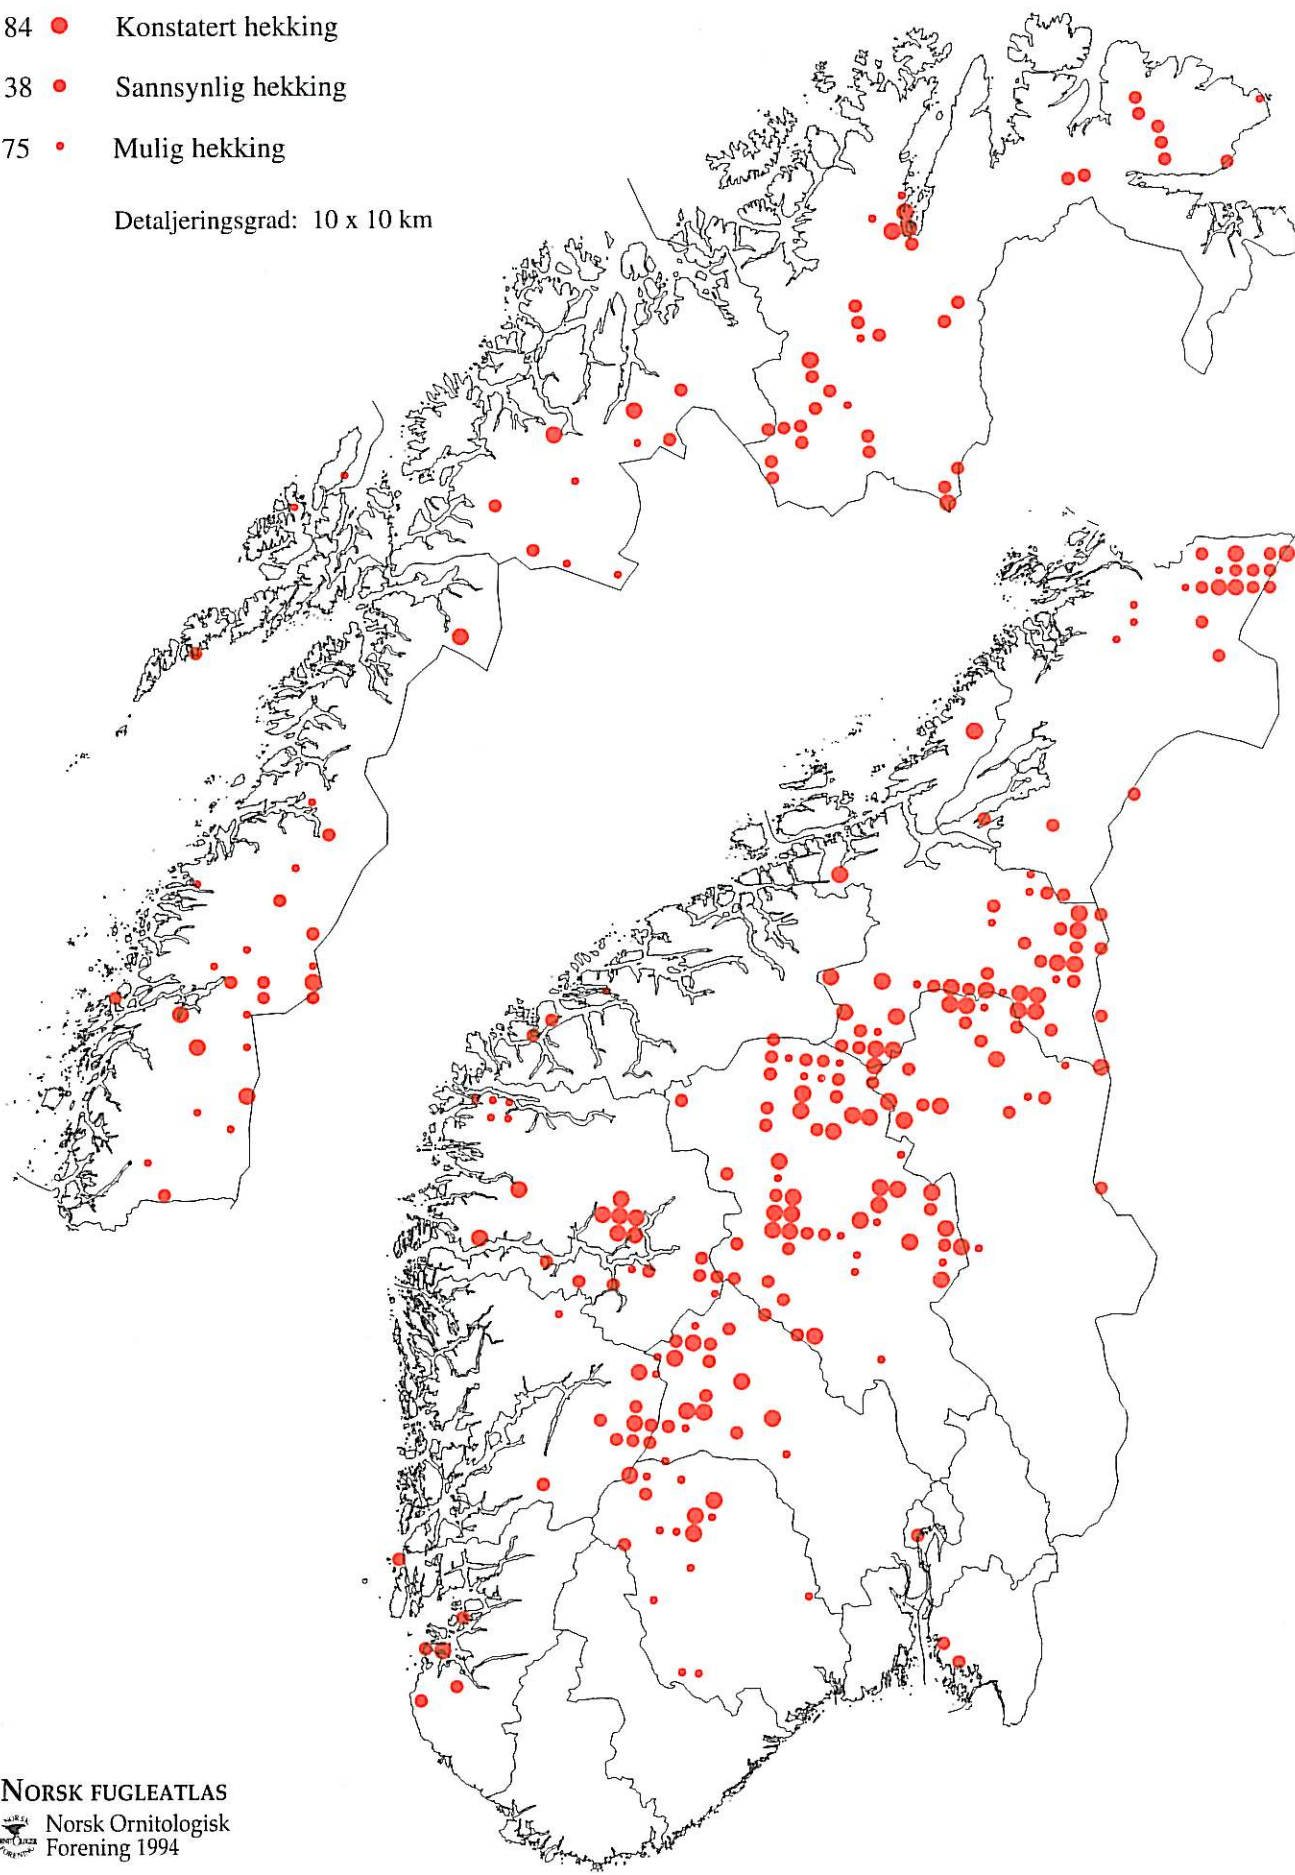 84 Konstatert hekking
38 Sannsynlig hekking
75 Mulig hekking
Detaljeringsgrad: 10 x 10 km
NORSK FUGLEATLAS
Norsk Ornitologisk
Forening 1994